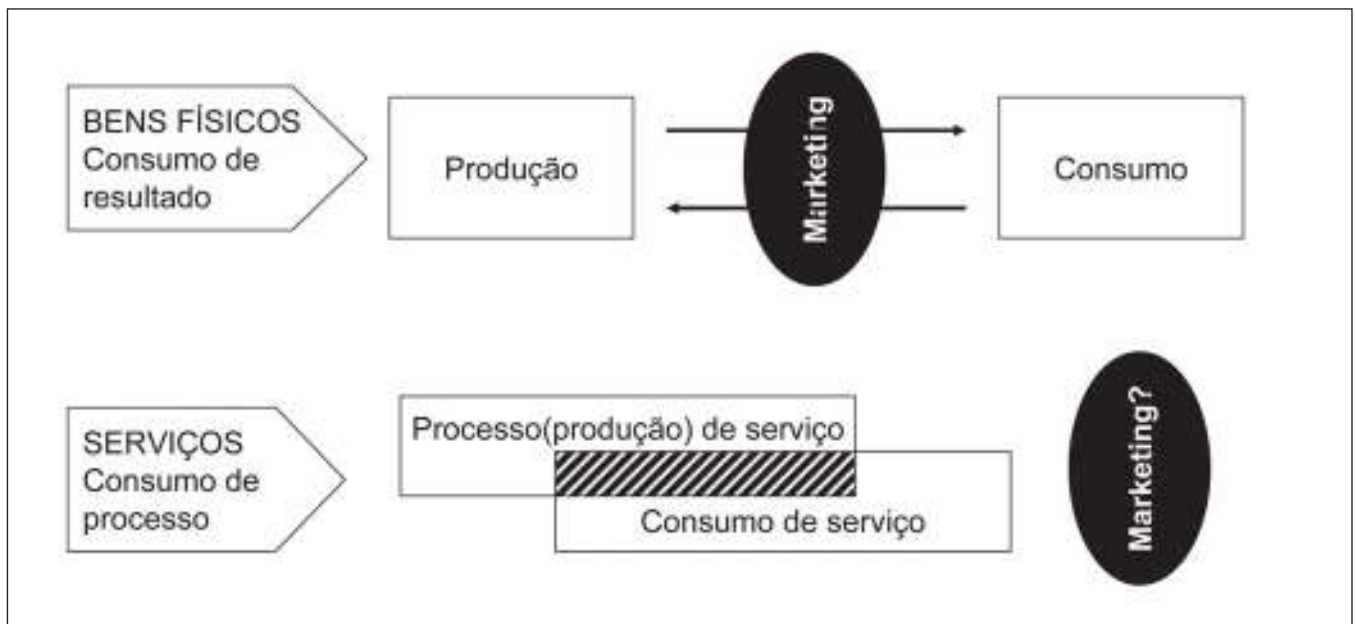 BENS FÍSICOS
Consumo de
resultado
Produção
Marketing
Consumo
SERVIÇOS
Consumo de
processo
Processo(produção) de serviço
Consumo de serviço
Marketing?